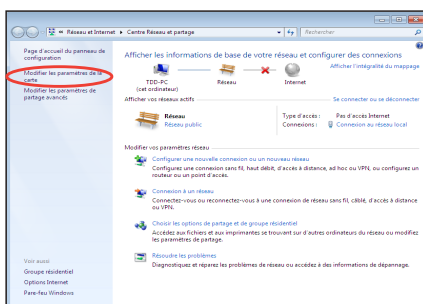 « Réseau et Internet ▸ Centre Réseau et partage
Rechercher
Page d'accueil du panneau de
configuration
Modifier les paramètres de la
carte
Modifier les paramètres de
partage avancés
Afficher les informations de base de votre réseau et configurer des connexions
Afficher l'intégralité du mappage
TDD-PC
(cet ordinateur)
Réseau
Internet
Afficher vos réseaux actifs
Se connecter ou se déconnecter
Réseau
Réseau public
Type d'accès : Pas d'accès Internet
Connexions : Connexion au réseau local
Modifier vos paramètres réseau
Configurer une nouvelle connexion ou un nouveau réseau
Configurez une connexion sans fil, haut débit, d'accès à distance, ad hoc ou VPN, ou configurez un
routeur ou un point d'accès.
Connexion à un réseau
Connectez-vous ou reconnectez-vous à une connexion de réseau sans fil, câblé, d'accès à distance
ou VPN.
Choisir les options de partage et de groupe résidentiel
Accédez aux fichiers et aux imprimantes se trouvant sur d'autres ordinateurs du réseau ou modifiez
les paramètres de partage.
Résoudre les problèmes
Diagnostiquez et réparez les problèmes de réseau ou accédez à des informations de dépannage.
Voir aussi
Groupe résidentiel
Options Internet
Pare-feu Windows